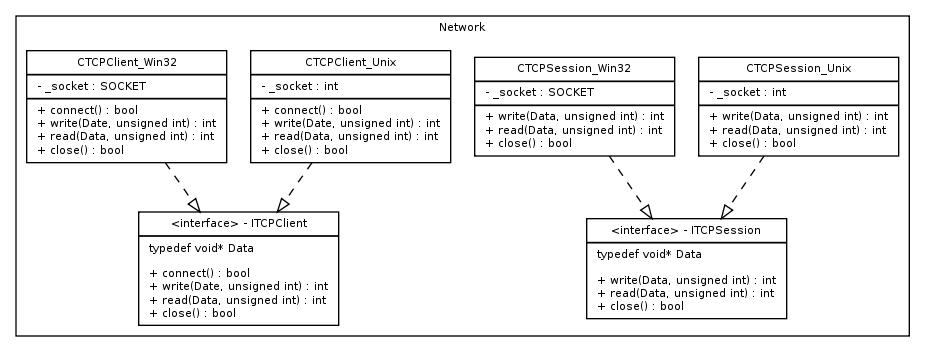 Network
CTCPClient_Win32
- _socket : SOCKET
+ connect() : bool
+ write(Date, unsigned int) : int
+ read(Data, unsigned int) : int
+ close() : bool
CTCPClient_Unix
- _socket : int
+ connect() : bool
+ write(Date, unsigned int) : int
+ read(Data, unsigned int) : int
+ close() : bool
CTCPSession_Win32
- _socket : SOCKET
+ write(Data, unsigned int) : int
+ read(Data, unsigned int) : int
+ close() : bool
CTCPSession_Unix
- _socket : int
+ write(Data, unsigned int) : int
+ read(Data, unsigned int) : int
+ close() : bool
<interface> - ITCPClient
typedef void* Data
+ connect() : bool
+ write(Date, unsigned int) : int
+ read(Data, unsigned int) : int
+ close() : bool
<interface> - ITCPSession
typedef void* Data
+ write(Data, unsigned int) : int
+ read(Data, unsigned int) : int
+ close() : bool